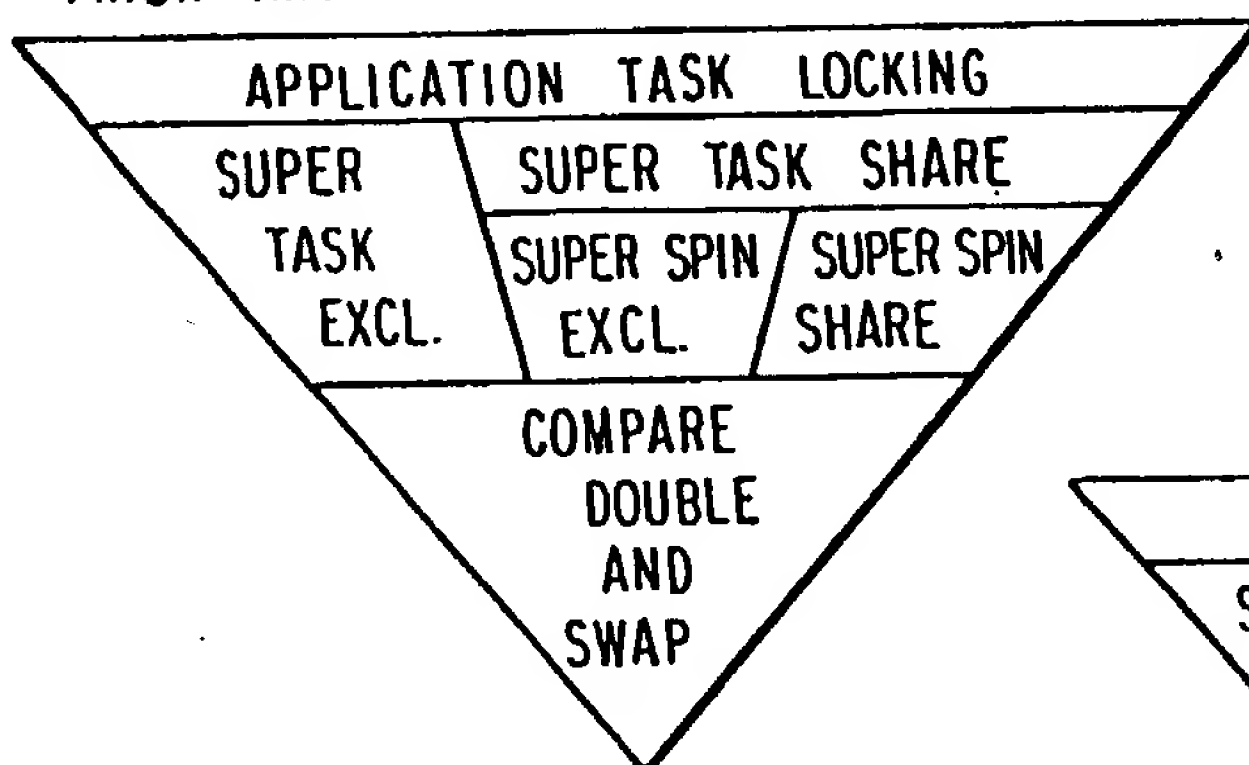 APPLICATION TASK LOCKING
SUPER
TASK
EXCL.
SUPER TASK SHARE
SUPER SPIN
EXCL.
SUPER SPIN
SHARE
COMPARE
DOUBLE
AND
SWAP